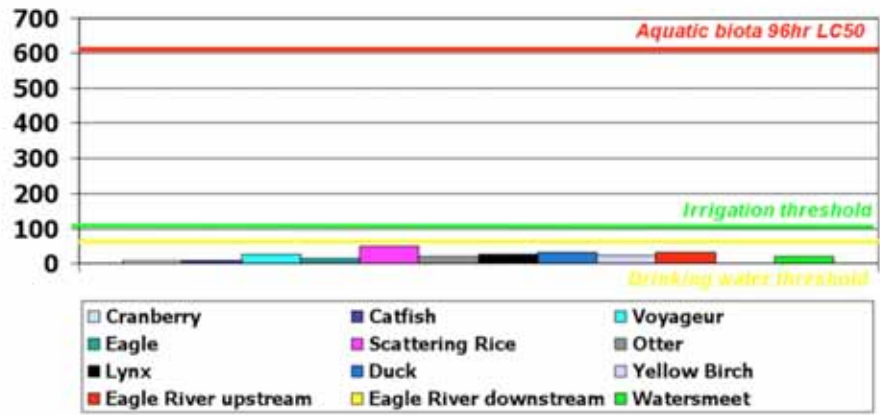 700
Aquatic biota 96hr LC50
600
500
400
300
200
Irrigation threshold
100
0
Drinking water threshold
Cranberry Catfish Voyageur
Eagle Scattering Rice Otter
Lynx Duck Yellow Birch
Eagle River upstream Eagle River downstream Watersmeet